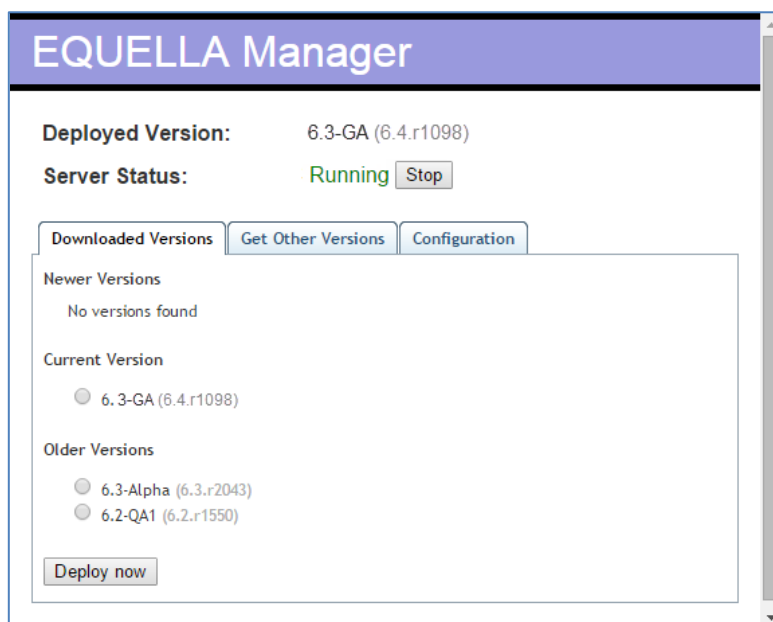 EQUELLA Manager
Deployed Version: 6.3-GA (6.4.r1098)
Server Status: Running Stop
Downloaded Versions Get Other Versions Configuration
Newer Versions
No versions found
Current Version
6.3-GA (6.4.r1098)
Older Versions
6.3-Alpha (6.3.r2043)
6.2-QA1 (6.2.r1550)
Deploy now